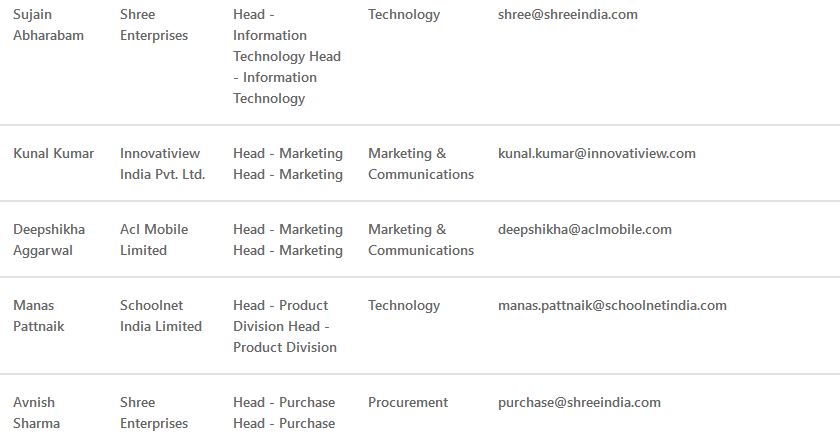 Sujain Abharabam
Shree Enterprises
Head - Information Technology Head - Information Technology
Technology
shree@shreeindia.com
Kunal Kumar
Innovatiview India Pvt. Ltd.
Head - Marketing Head - Marketing
Marketing & Communications
kunal.kumar@innovatiview.com
Deepshikha Aggarwal
Acl Mobile Limited
Head - Marketing Head - Marketing
Marketing & Communications
deepshikha@aclmobile.com
Manas Pattnaik
Schoolnet India Limited
Head - Product Division Head - Product Division
Technology
manas.pattnaik@schoolnetindia.com
Avnish Sharma
Shree Enterprises
Head - Purchase Head - Purchase
Procurement
purchase@shreeindia.com